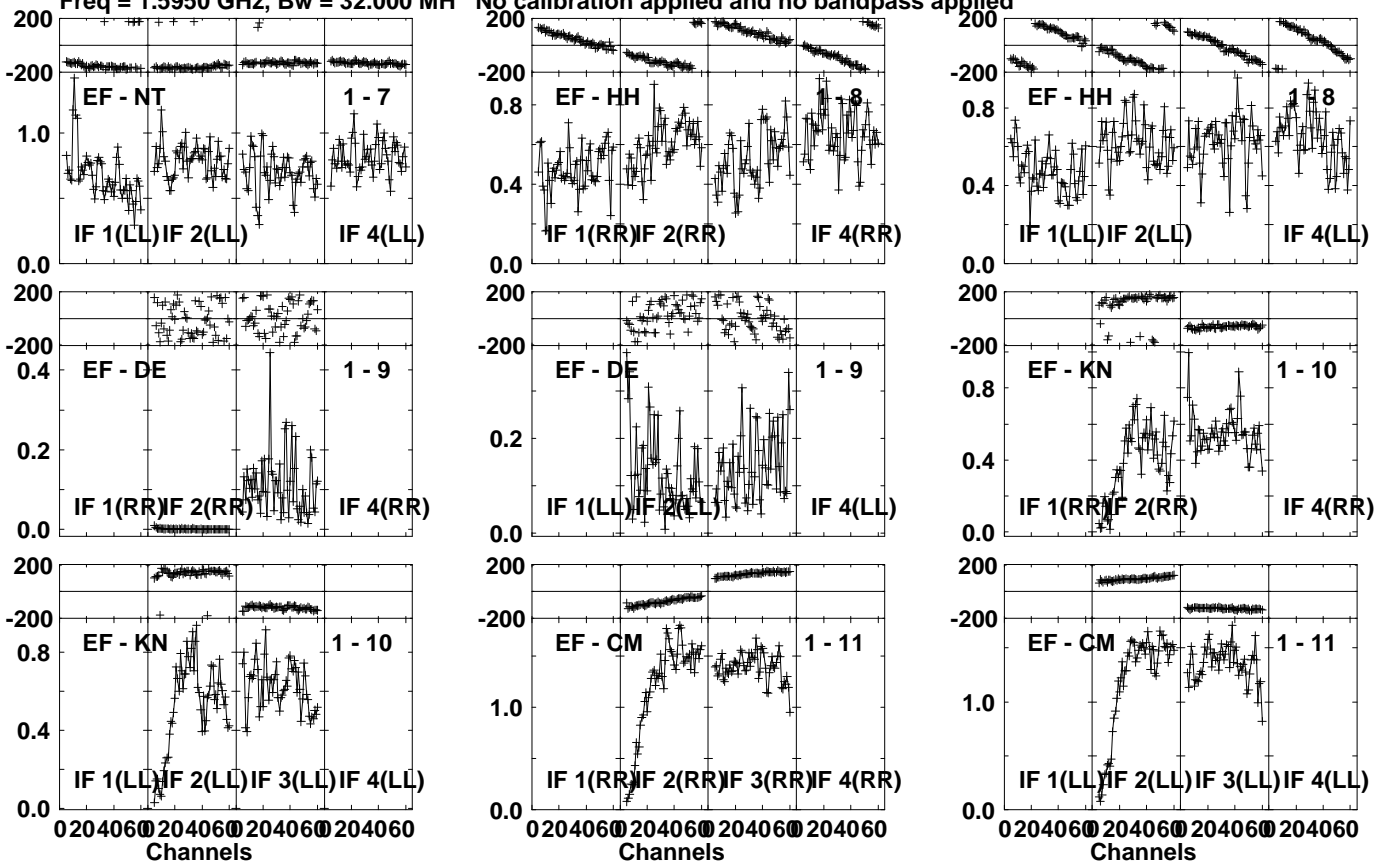 Freq = 1.5950 GHz, Bw = 32.000 MH No calibration applied and no bandpass applied
200
-200
EF - NT 1 - 7
1.0
0.0
IF 1(LL) IF 2(LL) IF 4(LL)
EF - HH 1 - 8
0.8
0.4
0.0
IF 1(RR) IF 2(RR) IF 4(RR)
200
-200
EF - HH 1 - 8
0.8
0.4
0.0
IF 1(LL) IF 2(LL) IF 4(LL)
200
-200
EF - DE 1 - 9
0.4
0.2
0.0
IF 1(RR) IF 2(RR) IF 4(RR)
EF - DE 1 - 9
0.2
0.0
IF 1(LL) IF 2(LL) IF 4(LL)
200
-200
EF - KN 1 - 10
0.8
0.4
0.0
IF 1(RR) IF 2(RR) IF 4(RR)
200
-200
EF - KN 1 - 10
0.8
0.4
0.0
IF 1(LL) IF 2(LL) IF 3(LL) IF 4(LL)
0 20 40 60 0 20 40 60 0 20 40 60 0 20 40 60
Channels
EF - CM 1 - 11
1.0
0.0
IF 1(RR) IF 2(RR) IF 3(RR) IF 4(RR)
0 20 40 60 0 20 40 60 0 20 40 60 0 20 40 60
Channels
200
-200
EF - CM 1 - 11
1.0
0.0
IF 1(LL) IF 2(LL) IF 3(LL) IF 4(LL)
0 20 40 60 0 20 40 60 0 20 40 60 0 20 40 60
Channels